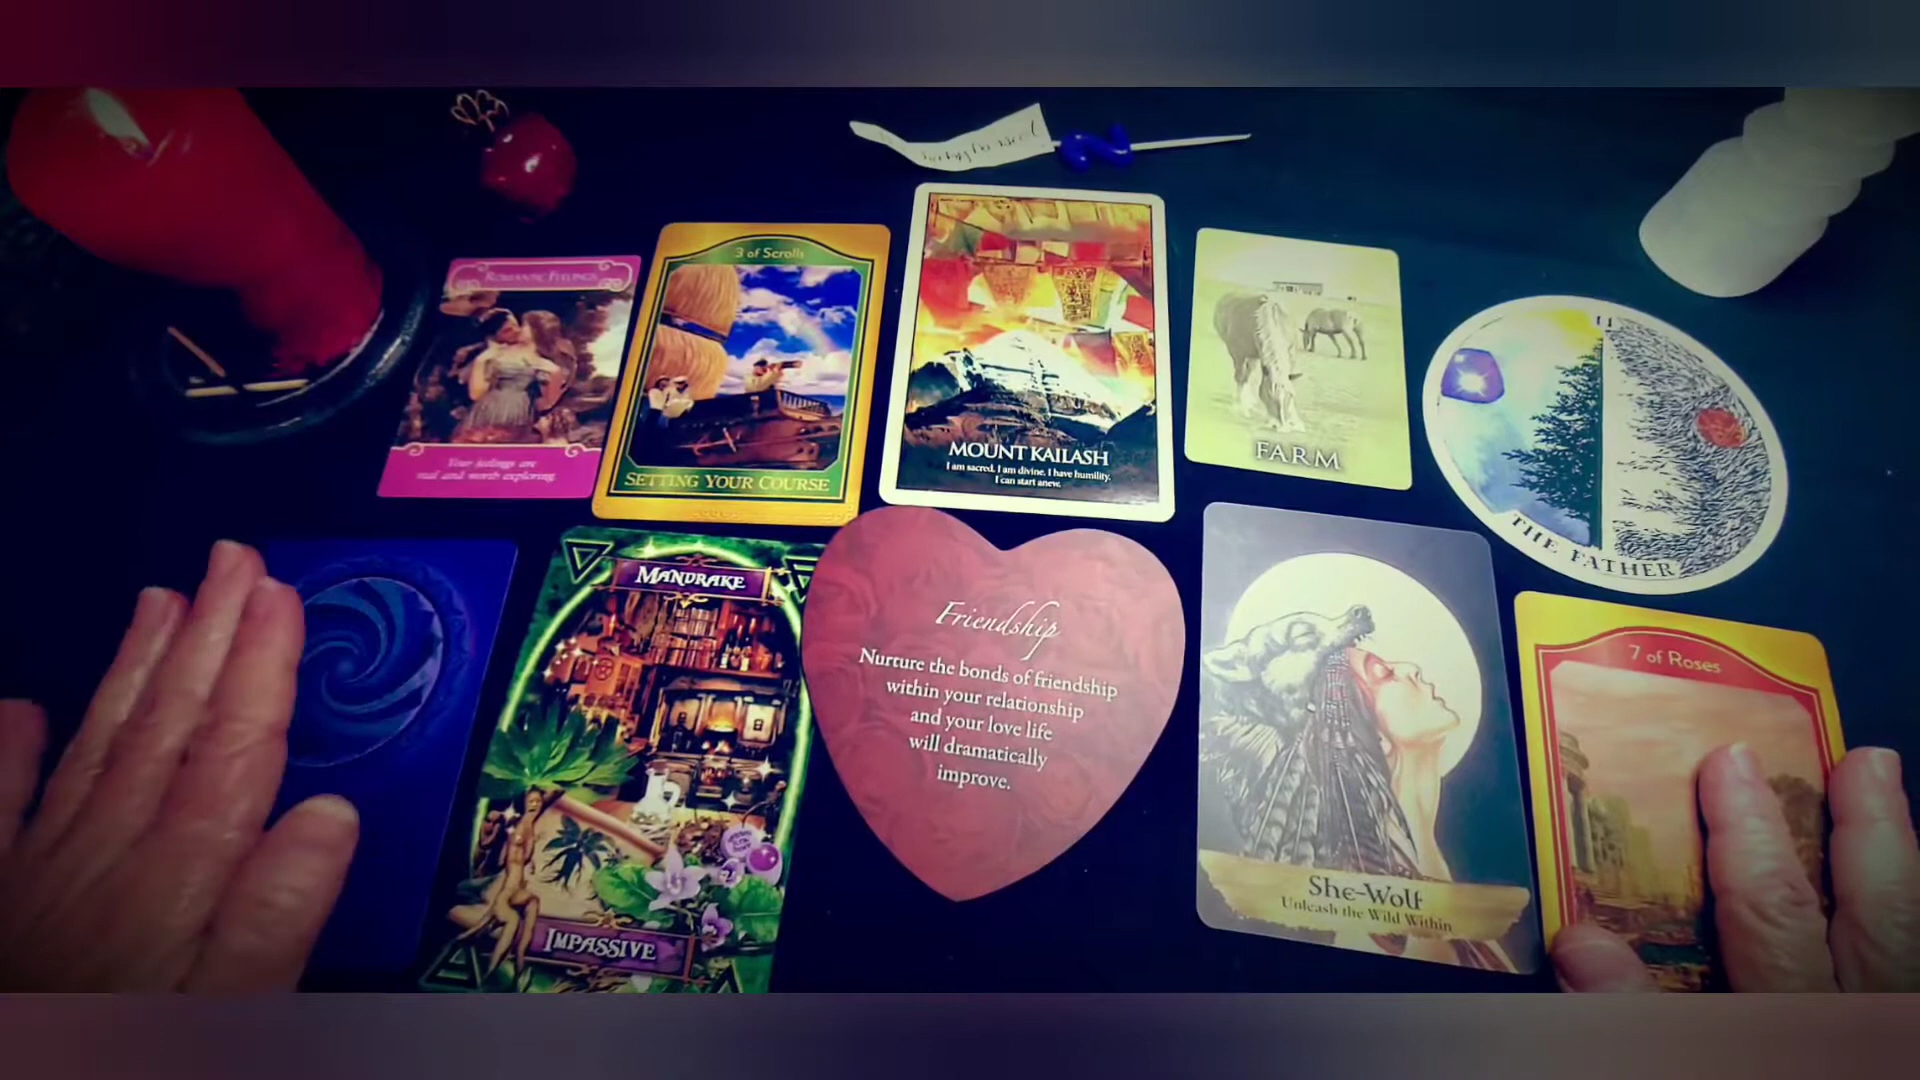 ROMANTIC FEELINGS
Your feelings are
real and worth exploring.
3 of Scrolls
SETTING YOUR COURSE
MOUNT KAILASH
I am sacred. I am divine. I have humility.
I can start anew.
FARM
II
THE FATHER
MANDRAKE
IMPASSIVE
Friendship
Nurture the bonds of friendship
within your relationship
and your love life
will dramatically
improve.
She-Wolf
Unleash the Wild Within
7 of Roses